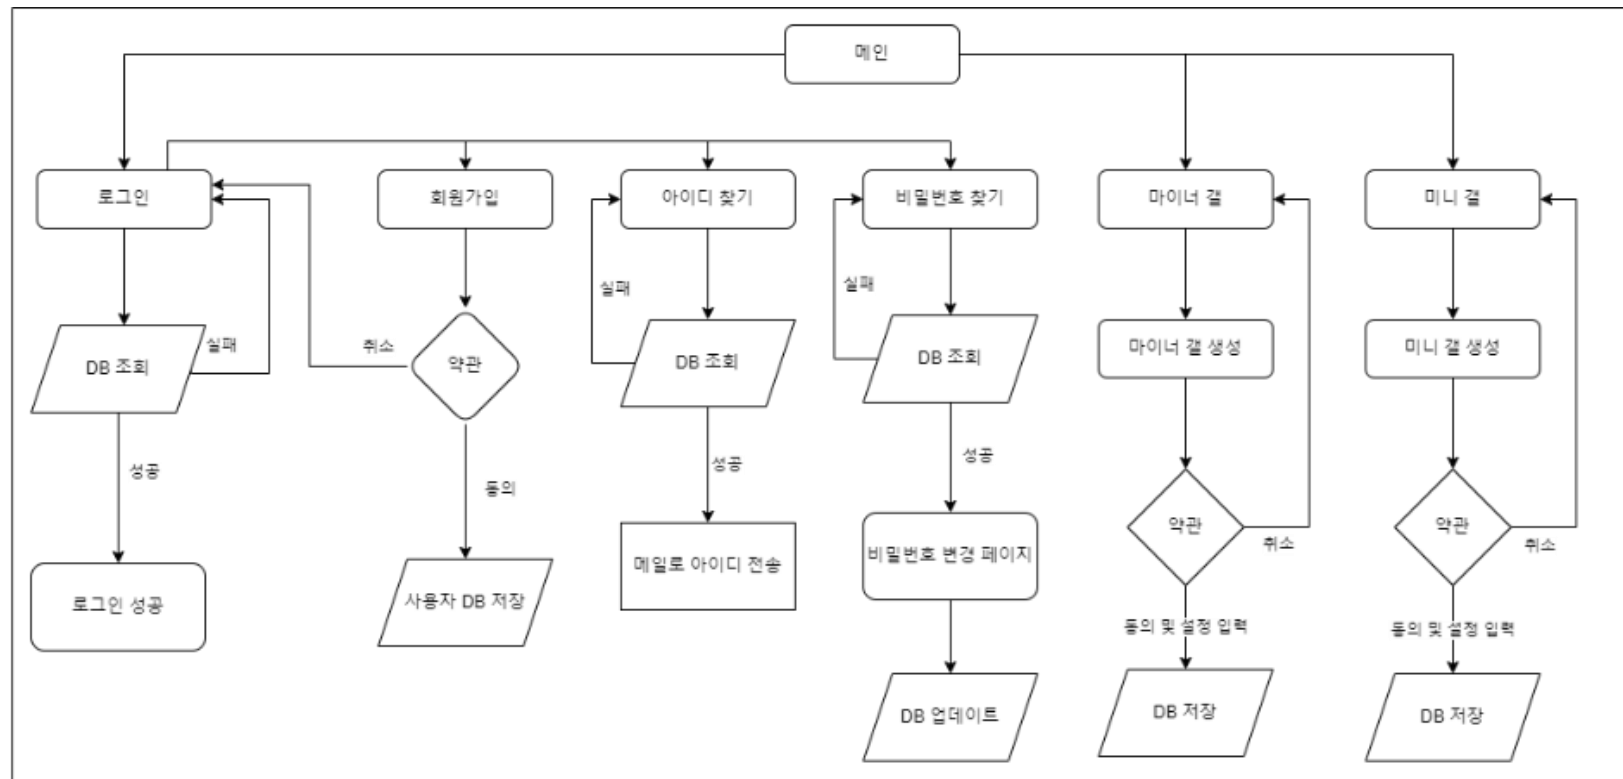 메인
로그인
회원가입
아이디 찾기
비밀번호 찾기
마이너 갤
미니 갤
실패
실패
실패
취소
DB 조회
약관
DB 조회
DB 조회
마이너 갤 생성
미니 갤 생성
성공
성공
성공
동의
약관
약관
취소
취소
로그인 성공
사용자 DB 저장
메일로 아이디 전송
비밀번호 변경 페이지
동의 및 설정 입력
동의 및 설정 입력
DB 업데이트
DB 저장
DB 저장